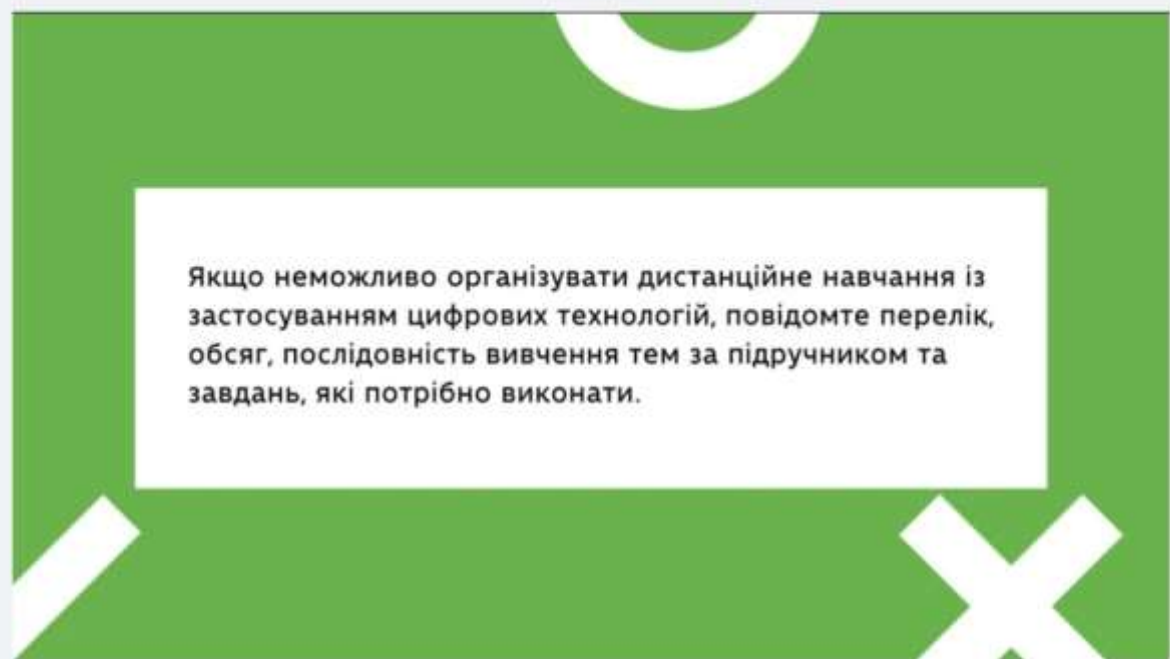 Якщо неможливо організувати дистанційне навчання із
застосуванням цифрових технологій, повідомте перелік,
обсяг, послідовність вивчення тем за підручником та
завдань, які потрібно виконати.